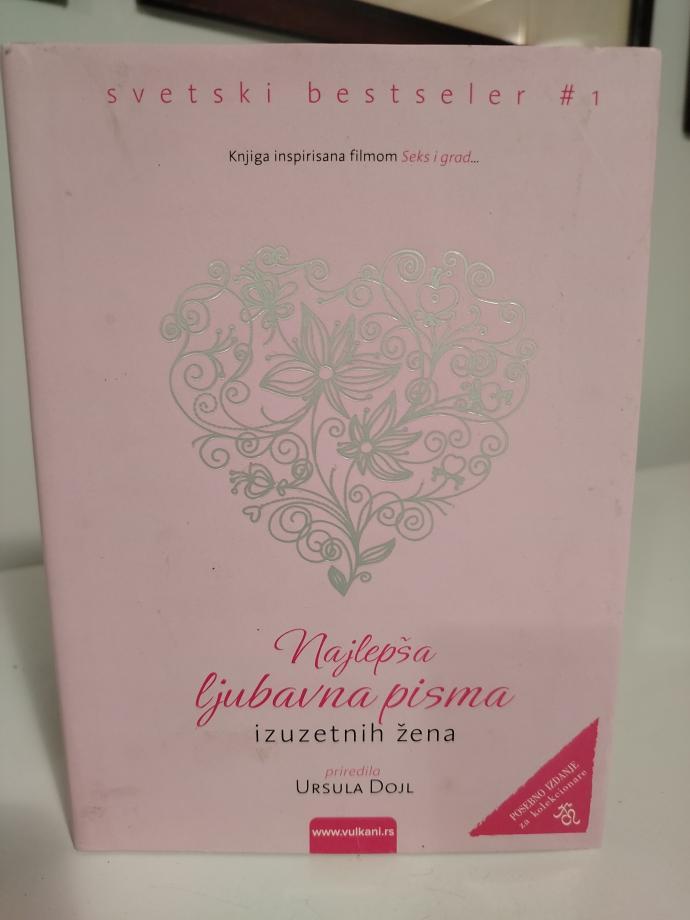 svetski bestseler #1
Knjiga inspirisana filmom Seks i grad...
Najlepša
ljubavna pisma
izuzetnih žena
priredila
Ursula Dojl
POSEBNO IZDANJE
za kolekcionare
www.vulkani.rs